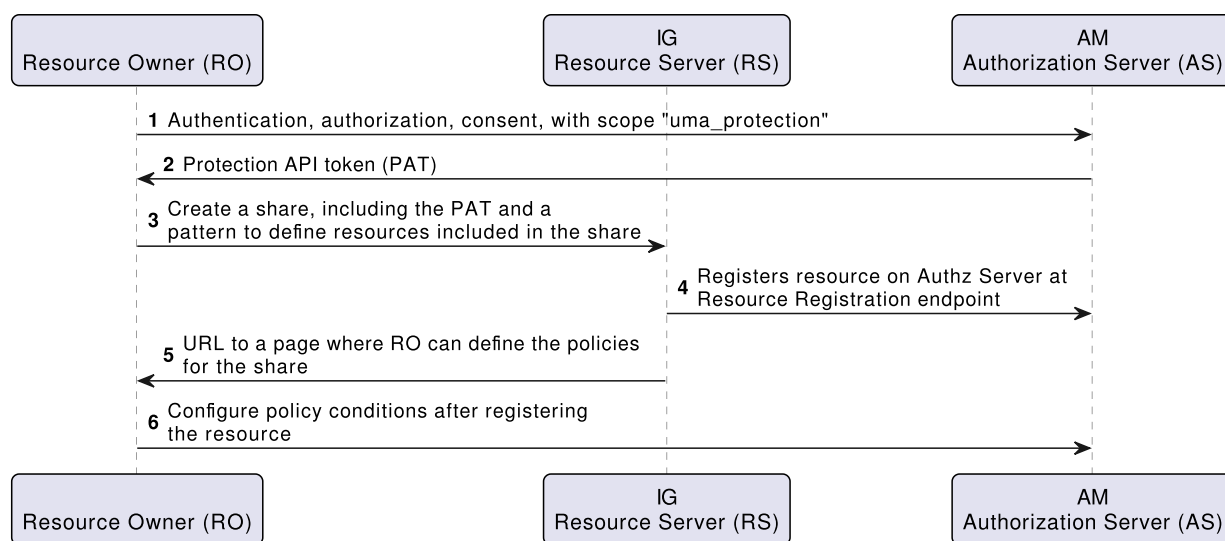 IG
AM
Resource Owner (RO)
Resource Server (RS)
Authorization Server (AS)
1 Authentication, authorization, consent, with scope "uma_protection"
2 Protection API token (PAT)
3 Create a share, including the PAT and a
pattern to define resources included in the share
4 Registers resource on Authz Server at
Resource Registration endpoint
5 URL to a page where RO can define the policies
for the share
6 Configure policy conditions after registering
the resource
IG
AM
Resource Owner (RO)
Resource Server (RS)
Authorization Server (AS)